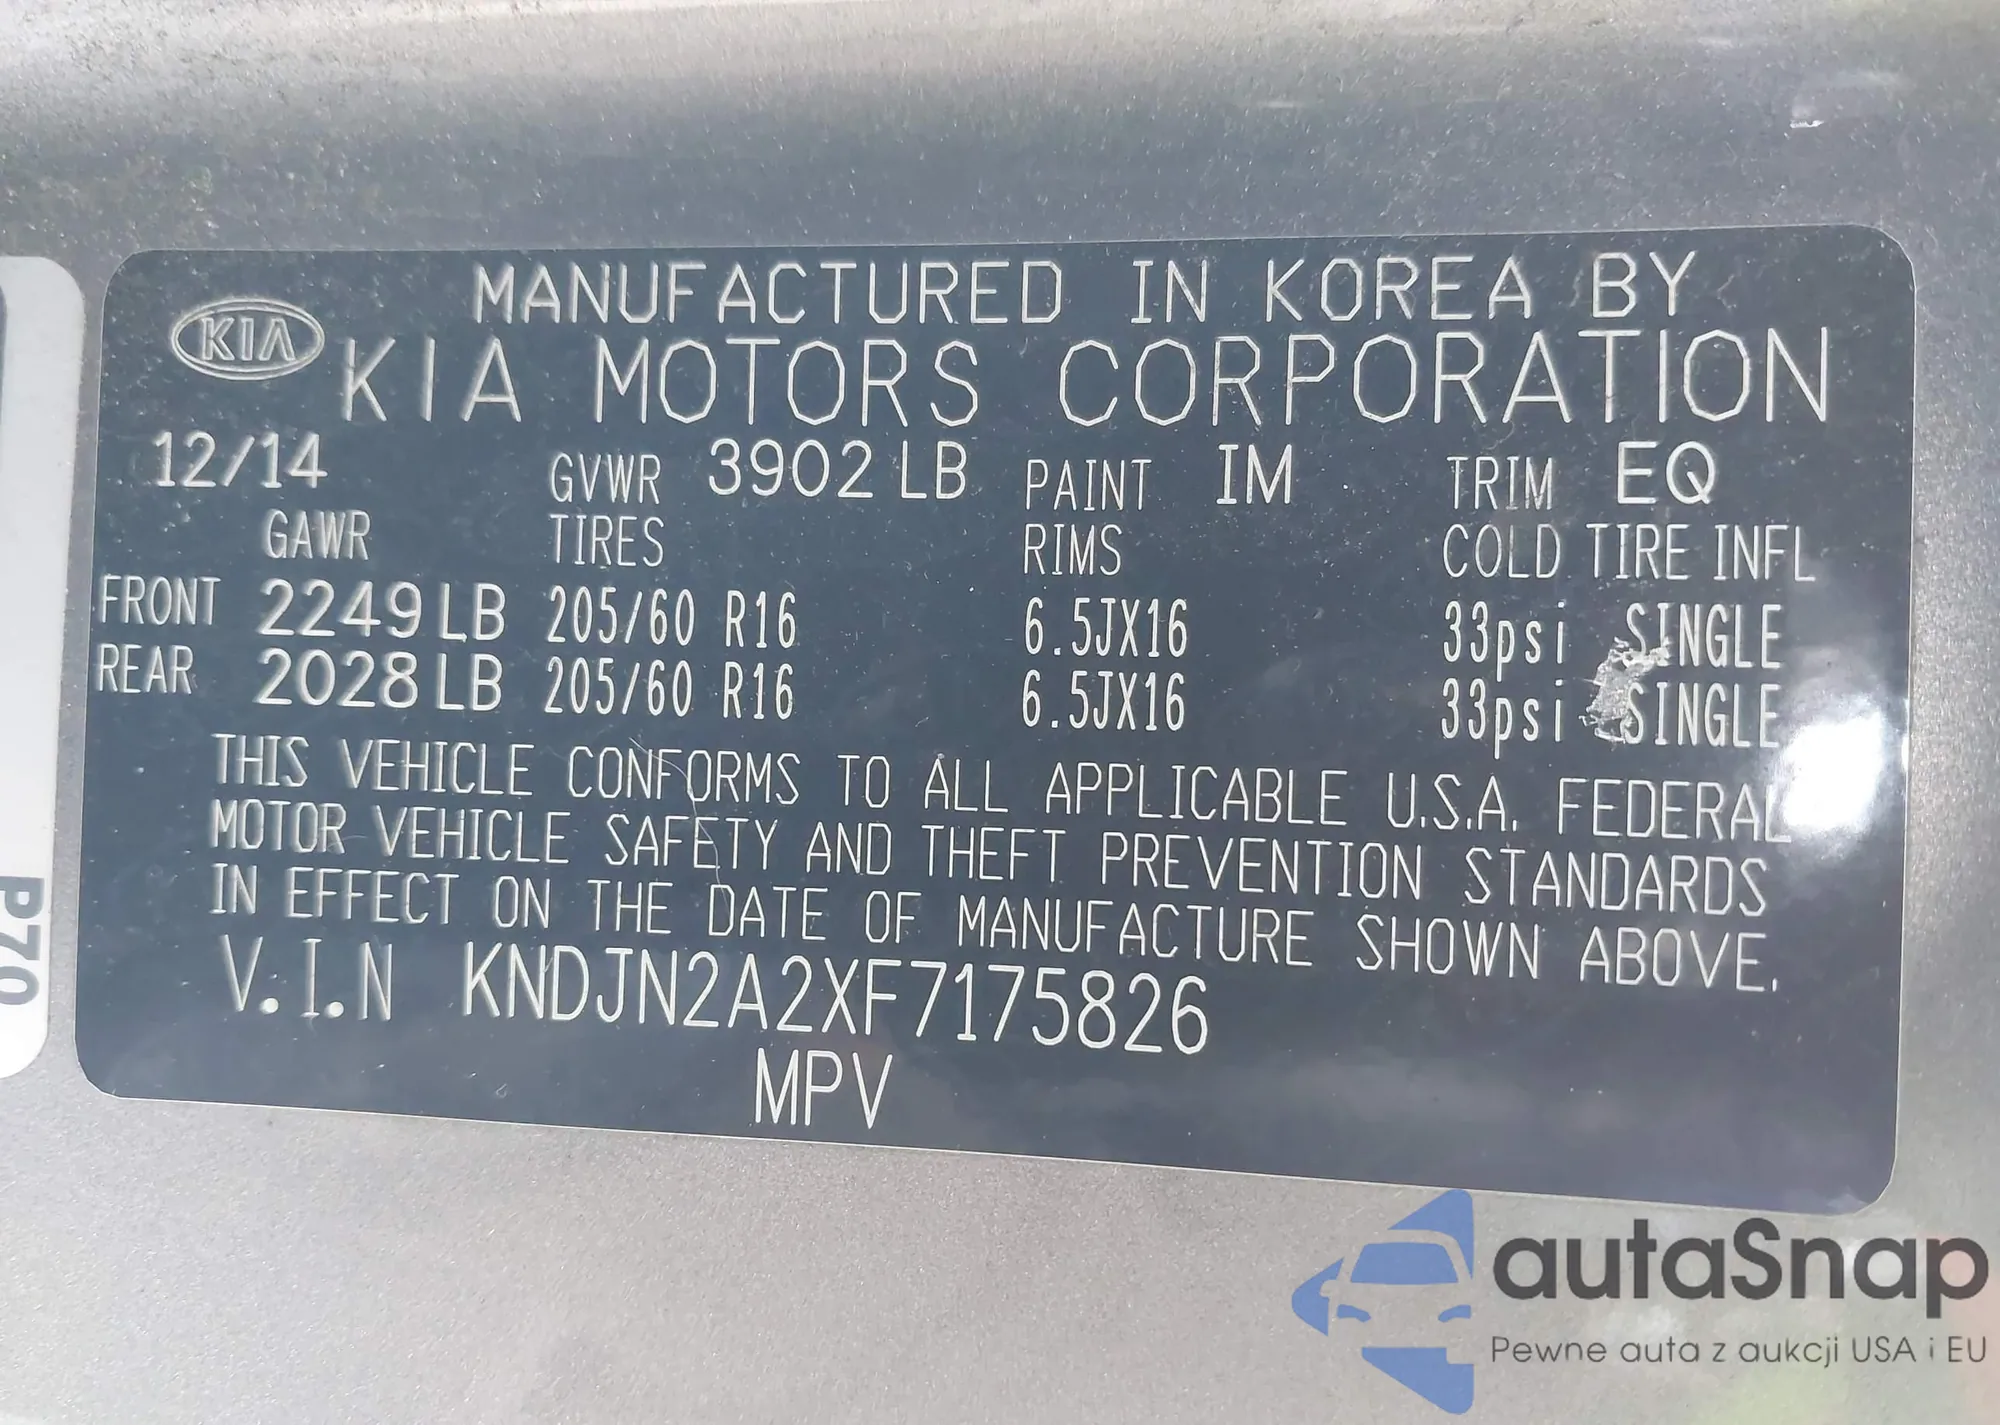 MANUFACTURED IN KOREA BY
KIA KIA MOTORS CORPORATION
12/14 GVWR 3902 LB PAINT IM TRIM EQ
GAWR TIRES RIMS COLD TIRE INFL
FRONT 2249 LB 205/60 R16 6.5JX16 33psi SINGLE
REAR 2028 LB 205/60 R16 6.5JX16 33psi SINGLE
THIS VEHICLE CONFORMS TO ALL APPLICABLE U.S.A. FEDERAL
MOTOR VEHICLE SAFETY AND THEFT PREVENTION STANDARDS
IN EFFECT ON THE DATE OF MANUFACTURE SHOWN ABOVE.
V.I.N KNDJN2A2XF7175826
MPV
P70
autaSnap
Pewne auta z aukcji USA i EU